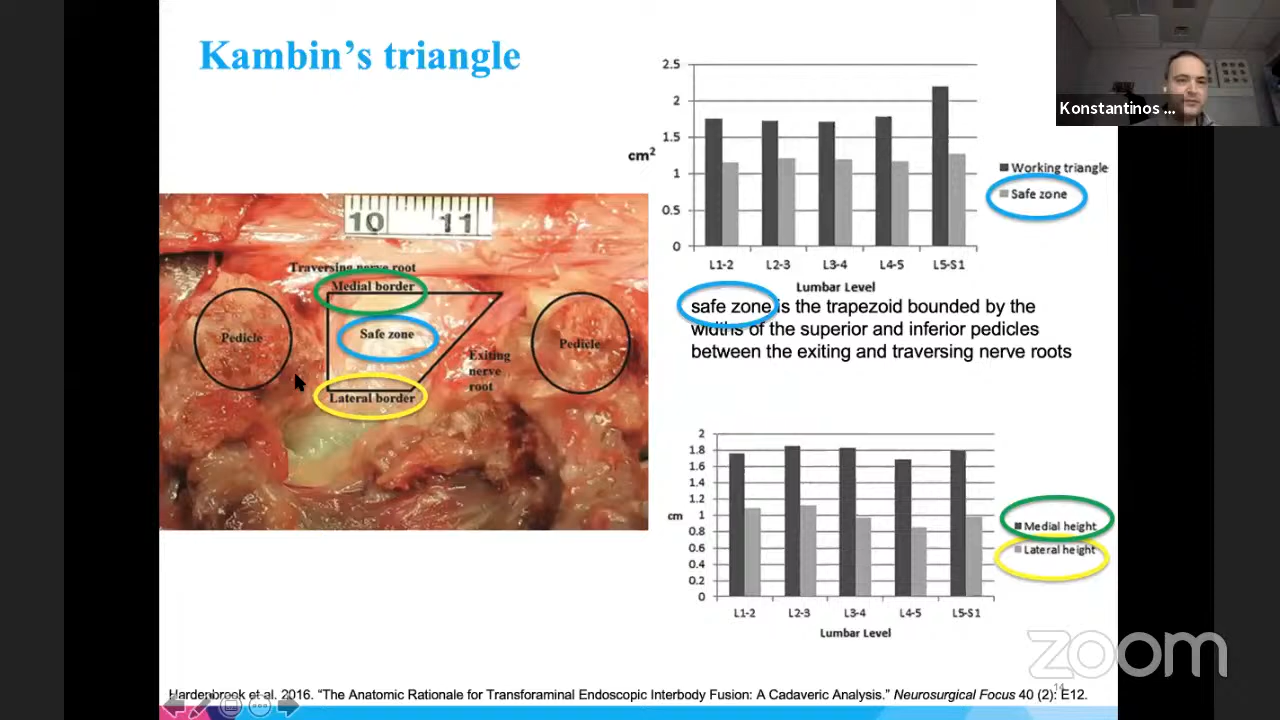 Kambin's triangle
Konstantinos ...
10 11
Traversing nerve root
Medial border
Pedicle
Safe zone
Pedicle
Exiting
nerve
root
Lateral border
2.5
2
1.5
cm²
1
0.5
0
L1-2 L2-3 L3-4 L4-5 L5-S1
Lumbar Level
Working triangle
Safe zone
safe zone is the trapezoid bounded by the
widths of the superior and inferior pedicles
between the exiting and traversing nerve roots
2
1.8
1.6
1.4
1.2
cm 1
0.8
0.6
0.4
0.2
0
L1-2 L2-3 L3-4 L4-5 L5-S1
Lumbar Level
Medial height
Lateral height
zoom
14
Hardenbrook et al. 2016. “The Anatomic Rationale for Transforaminal Endoscopic Interbody Fusion: A Cadaveric Analysis.” Neurosurgical Focus 40 (2): E12.